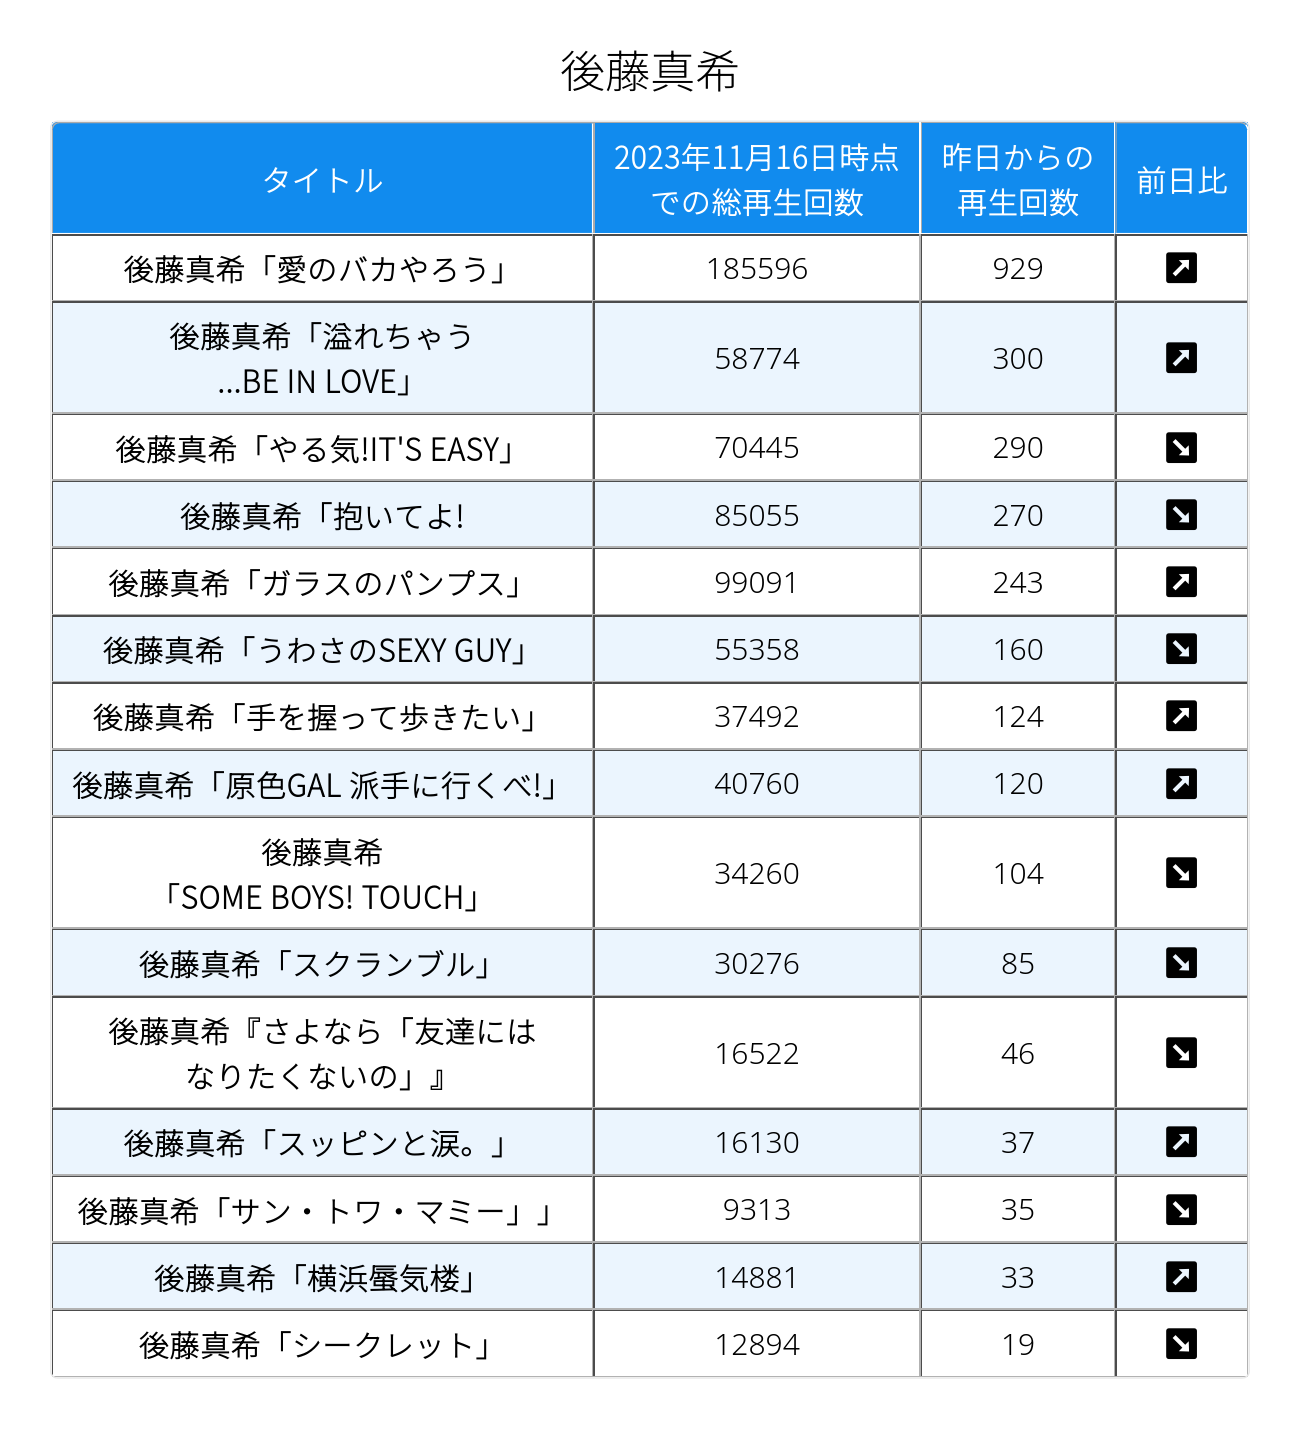 後藤真希
タイトル
2023年11月16日時点
での総再生回数
昨日からの
再生回数
前日比
後藤真希「愛のバカやろう」 185596 929
後藤真希「溢れちゃう
...BE IN LOVE」 58774 300
後藤真希「やる気!IT'S EASY」 70445 290
後藤真希「抱いてよ! 85055 270
後藤真希「ガラスのパンプス」 99091 243
後藤真希「うわさのSEXY GUY」 55358 160
後藤真希「手を握って歩きたい」 37492 124
後藤真希「原色GAL 派手に行くべ!」 40760 120
後藤真希
「SOME BOYS! TOUCH」 34260 104
後藤真希「スクランブル」 30276 85
後藤真希『さよなら「友達には
なりたくないの」』 16522 46
後藤真希「スッピンと涙。」 16130 37
後藤真希「サン・トワ・マミー」」 9313 35
後藤真希「横浜蜃気楼」 14881 33
後藤真希「シークレット」 12894 19